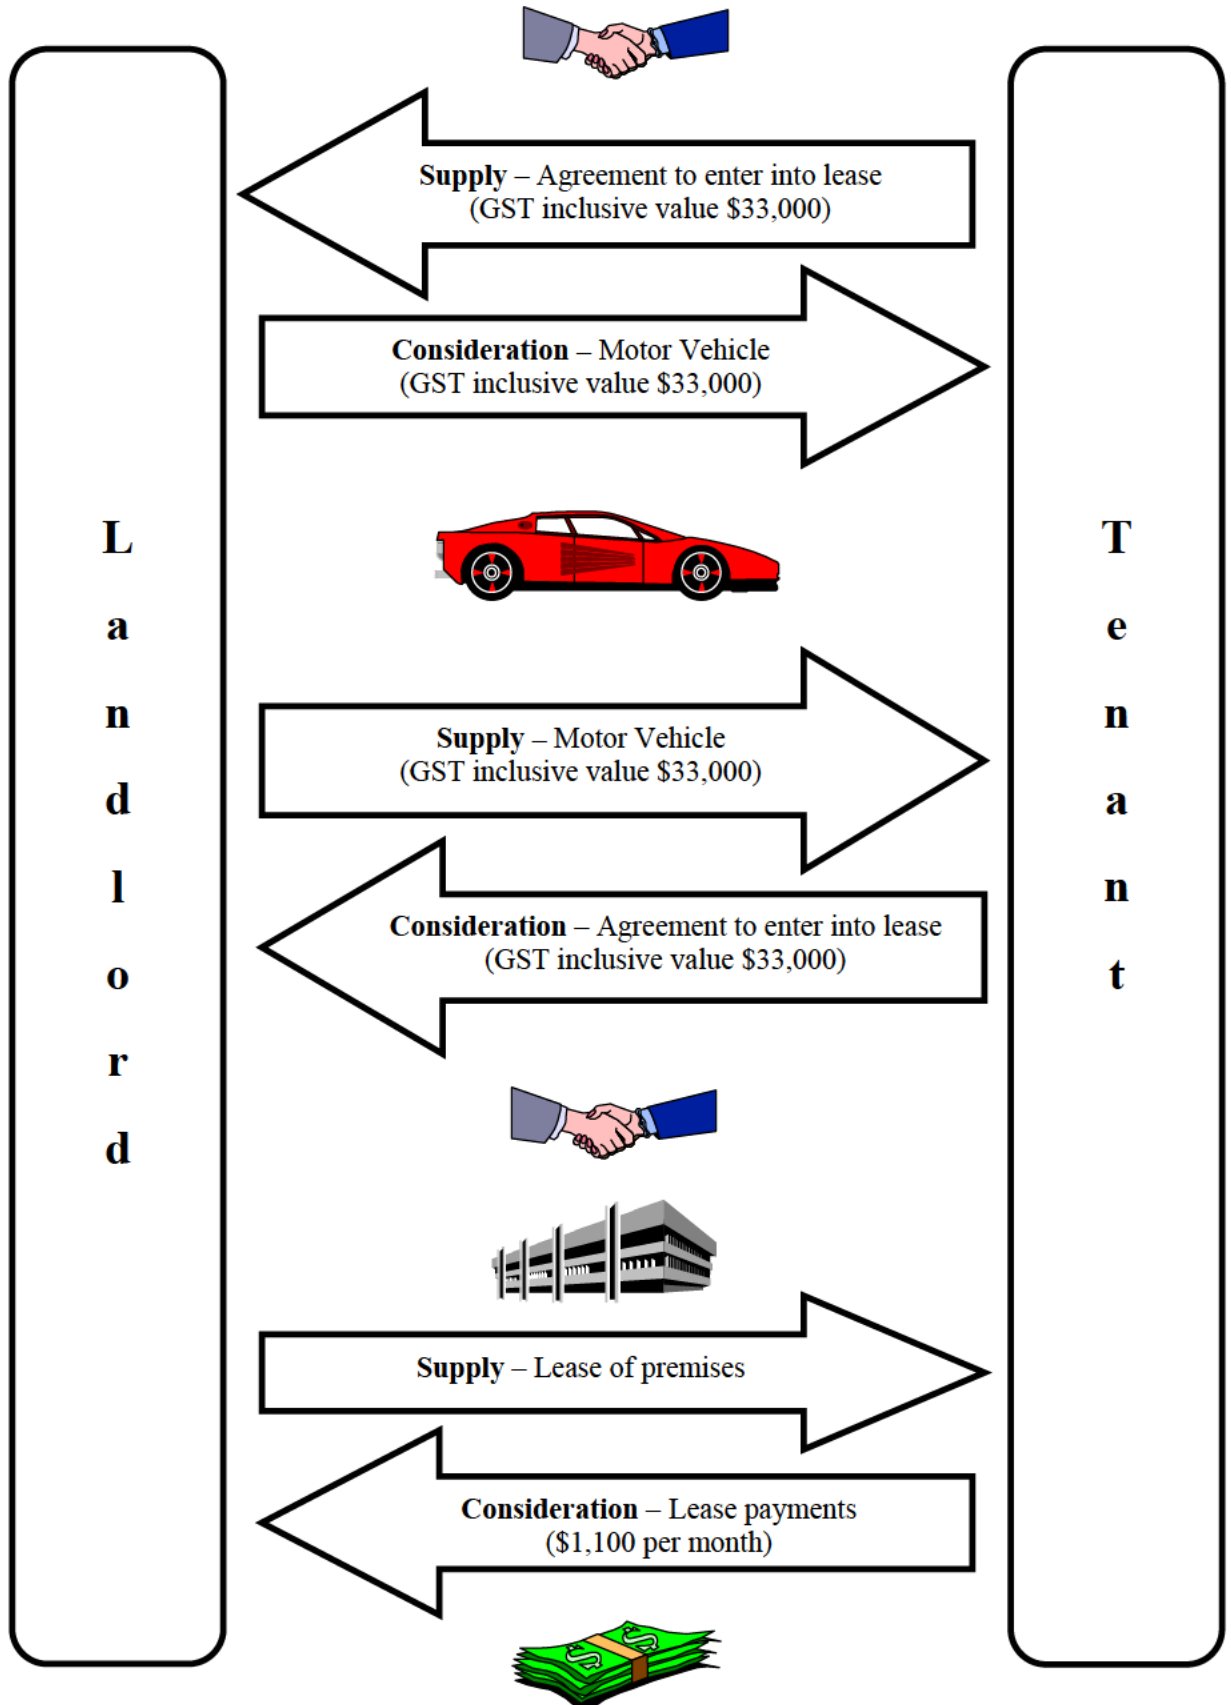 Supply – Agreement to enter into lease
(GST inclusive value $33,000)
Consideration – Motor Vehicle
(GST inclusive value $33,000)
Landlord
Tenant
Supply – Motor Vehicle
(GST inclusive value $33,000)
Consideration – Agreement to enter into lease
(GST inclusive value $33,000)
Supply – Lease of premises
Consideration – Lease payments
($1,100 per month)